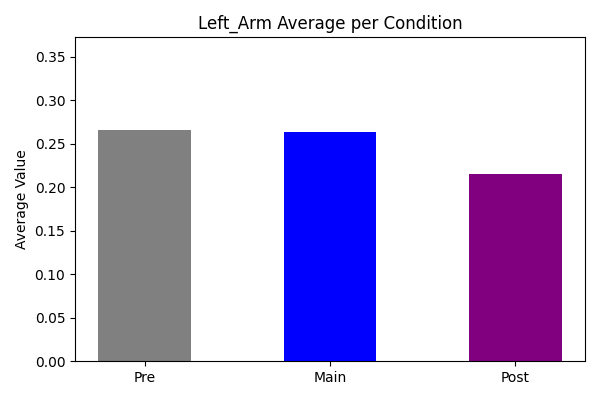 Left_Arm Average per Condition
Average Value
0.35
0.30
0.25
0.20
0.15
0.10
0.05
0.00
Pre
Main
Post